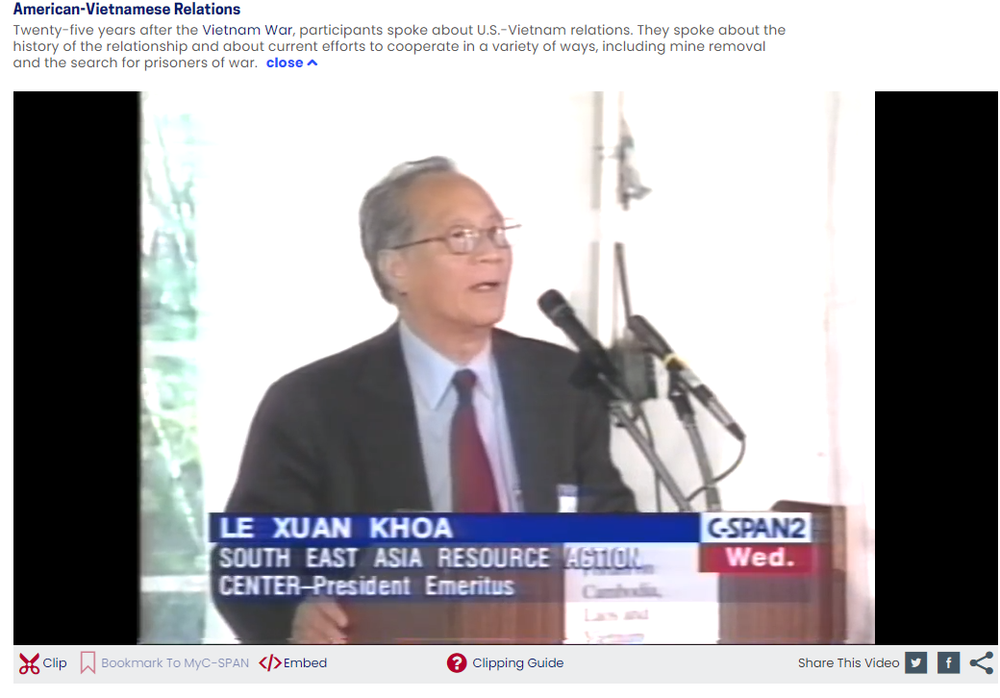 American-Vietnamese Relations
Twenty-five years after the Vietnam War, participants spoke about U.S.-Vietnam relations. They spoke about the
history of the relationship and about current efforts to cooperate in a variety of ways, including mine removal
and the search for prisoners of war. close
LE XUAN KHOA
C-SPAN2
SOUTH EAST ASIA RESOURCE ACTION
Wed.
CENTER–President Emeritus
Cambodia,
Laos and
Vietnam
Clip
Bookmark To MyC-SPAN
</>Embed
? Clipping Guide
Share This Video
f